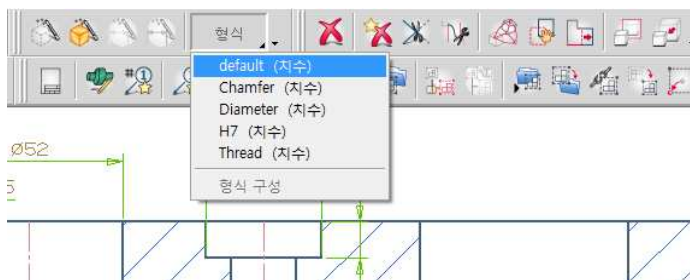 형식
default (치수)
#① 
Chamfer (치수)
Diameter (치수)
H7 (치수)
Thread (치수)
형식 구성
Ø52
5